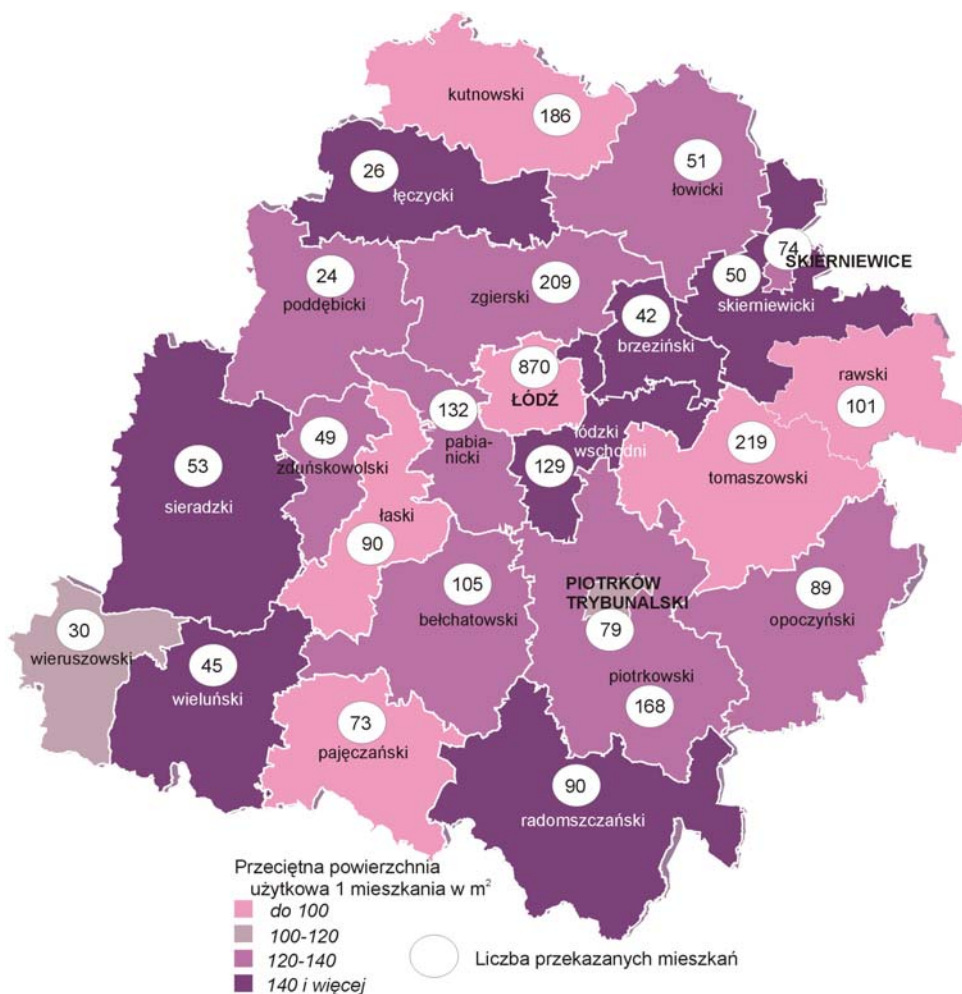 kutnowski
186
26
łęczycki
51
łowicki
74
SKIERNIEWICE
50
skierniewicki
24
poddębicki
209
zgierski
42
brzeziński
870
ŁÓDŹ
rawski
101
132
pabia-
nicki
49
zduńskowolski
łódzki
wschodni
129
219
tomaszowski
53
sieradzki
łaski
90
105
bełchatowski
PIOTRKÓW
TRYBUNALSKI
79
piotrkowski
168
89
opoczyński
30
wieruszowski
45
wieluński
73
pajęczański
90
radomszczański
Przeciętna powierzchnia
użytkowa 1 mieszkania w m²
do 100
100-120
120-140
140 i więcej
Liczba przekazanych mieszkań